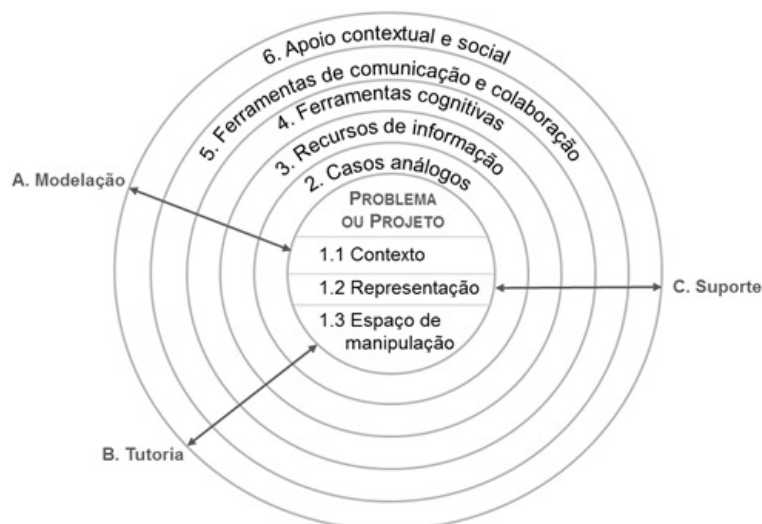 6. Apoio contextual e social
5. Ferramentas de comunicação e colaboração
4. Ferramentas cognitivas
3. Recursos de informação
2. Casos análogos
A. Modelação
PROBLEMA
OU PROJETO
1.1 Contexto
1.2 Representação
C. Suporte
1.3 Espaço de
manipulação
B. Tutoria